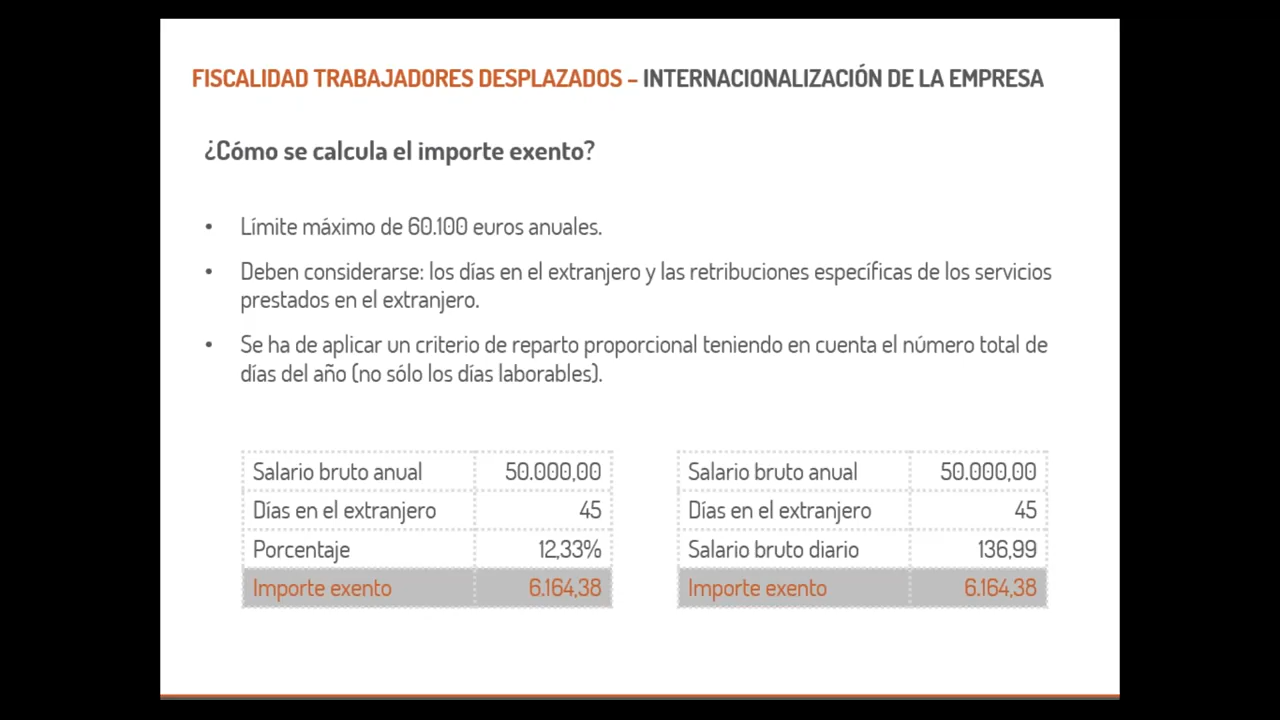 FISCALIDAD TRABAJADORES DESPLAZADOS – INTERNACIONALIZACIÓN DE LA EMPRESA
¿Cómo se calcula el importe exento?
• Límite máximo de 60.100 euros anuales.
• Deben considerarse: los días en el extranjero y las retribuciones específicas de los servicios
prestados en el extranjero.
• Se ha de aplicar un criterio de reparto proporcional teniendo en cuenta el número total de
días del año (no sólo los días laborables).
Salario bruto anual 50.000,00
Días en el extranjero 45
Porcentaje 12,33%
Importe exento 6.164,38
Salario bruto anual 50.000,00
Días en el extranjero 45
Salario bruto diario 136,99
Importe exento 6.164,38